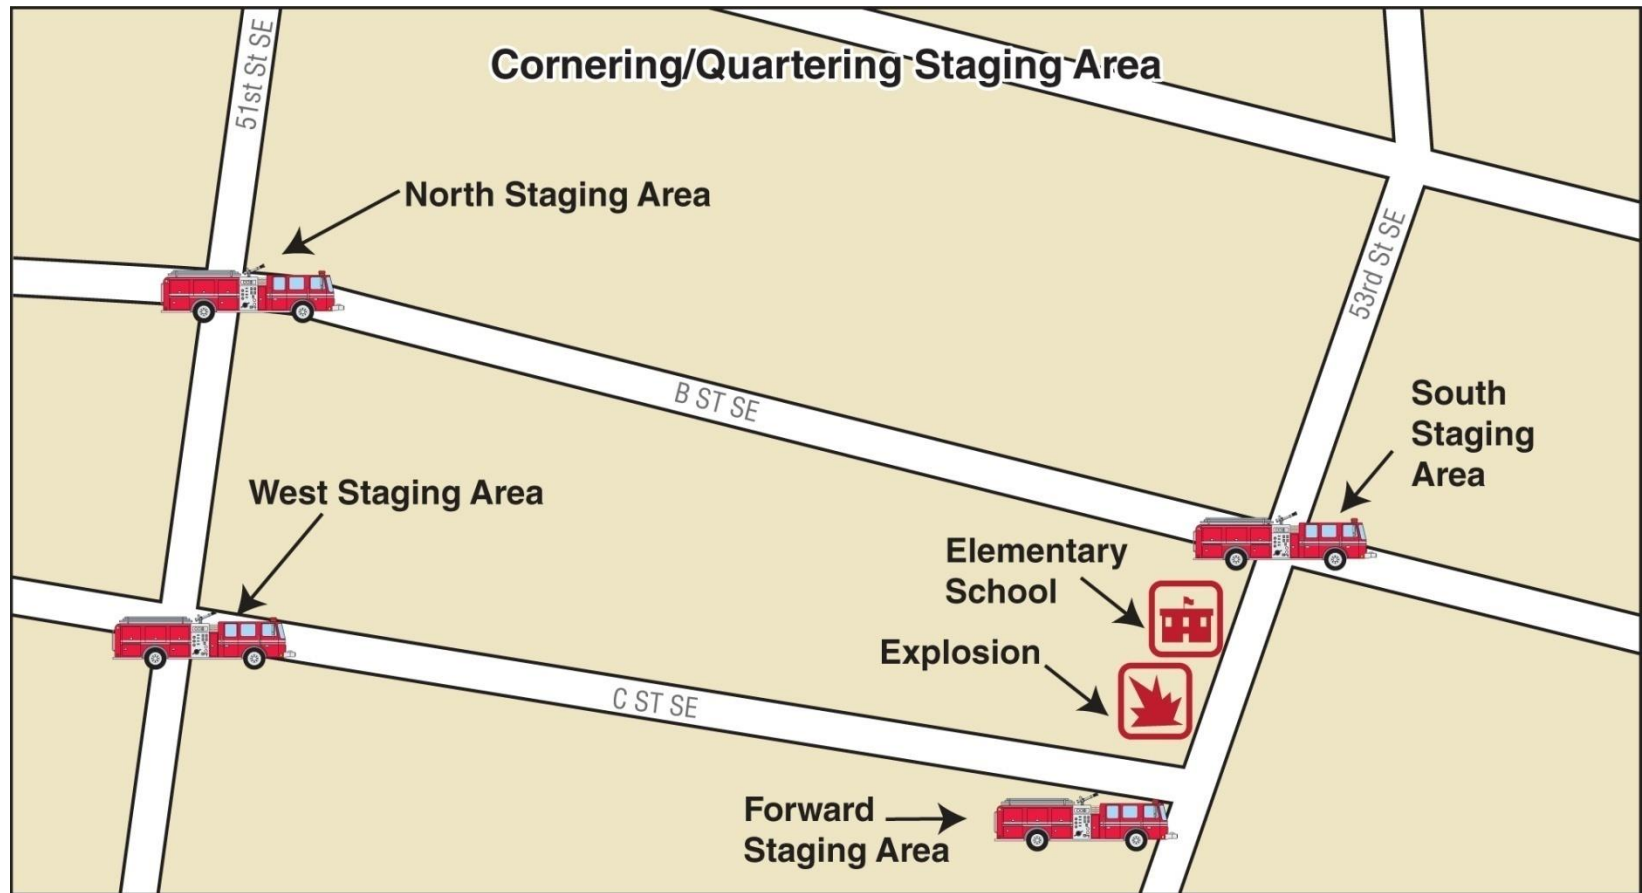 Cornering/Quartering Staging Area
51st St SE
North Staging Area
53rd St SE
B ST SE
South
Staging
Area
West Staging Area
Elementary
School
Explosion
C ST SE
Forward
Staging Area